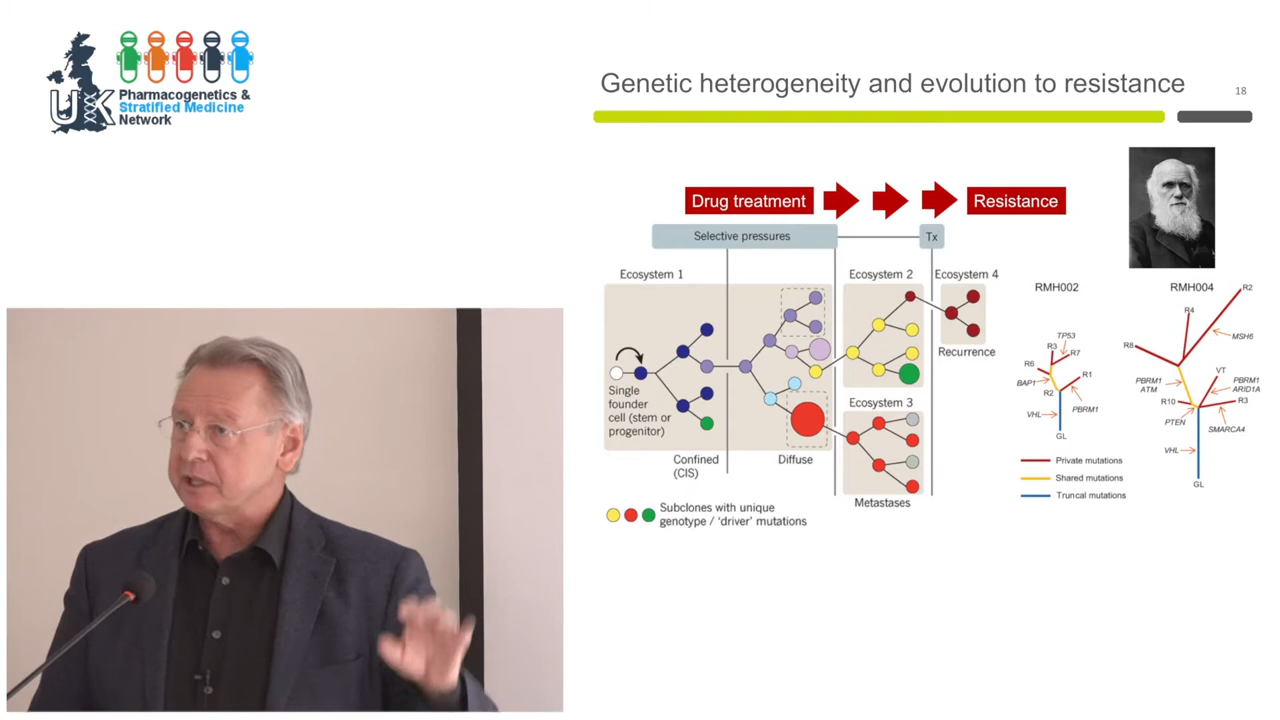 UK
Pharmacogenetics &
Stratified Medicine
Network
Genetic heterogeneity and evolution to resistance
18
Drug treatment
Resistance
Selective pressures
Tx
Ecosystem 1
Ecosystem 2
Ecosystem 4
Single
founder
cell (stem or
progenitor)
Confined
(CIS)
Diffuse
Recurrence
Ecosystem 3
Metastases
Subclones with unique
genotype / ‘driver’ mutations
RMH002
TP53
R3
R7
R6
R1
BAP1
R2
PBRM1
VHL
GL
RMH004
R2
R4
MSH6
R8
VT
PBRM1
ATM
PBRM1
ARID1A
R10
R3
PTEN
SMARCA4
VHL
GL
Private mutations
Shared mutations
Truncal mutations